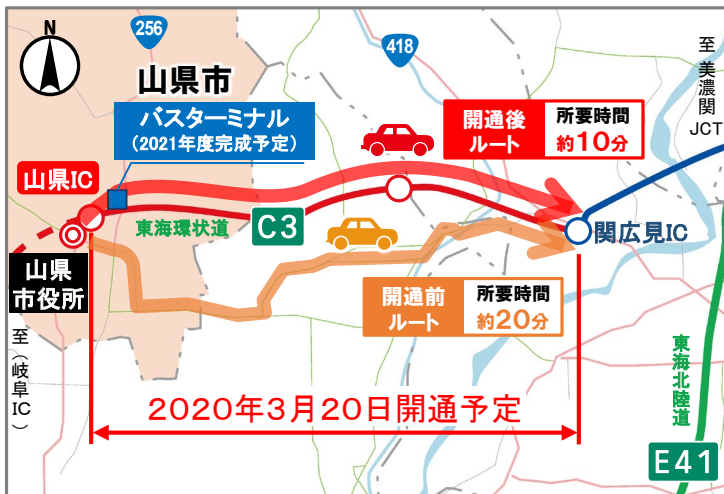 N
256
418
山県市
バスターミナル
(2021年度完成予定)
開通後
ルート
所要時間
約10分
至 美濃関
JCT
山県IC
東海環状道
C3
関広見IC
山県
市役所
開通前
ルート
所要時間
約20分
至(岐阜IC)
東海北陸道
2020年3月20日開通予定
E41